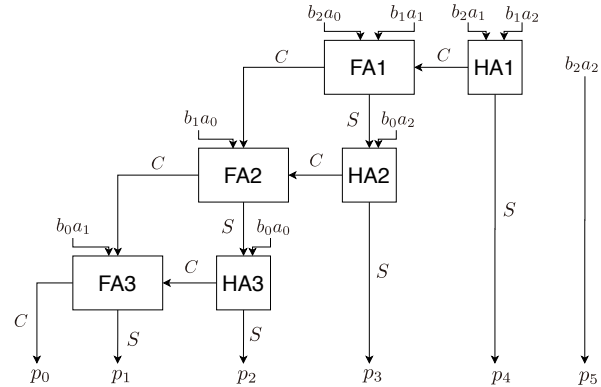 b₂a₀ b₁a₁ b₂a₁ b₁a₂
C FA1 C HA1 b₂a₂
b₁a₀ S b₀a₂
C FA2 C HA2
S
b₀a₁ S b₀a₀
S
C FA3 C HA3
C S S
p₀ p₁ p₂ p₃ p₄ p₅